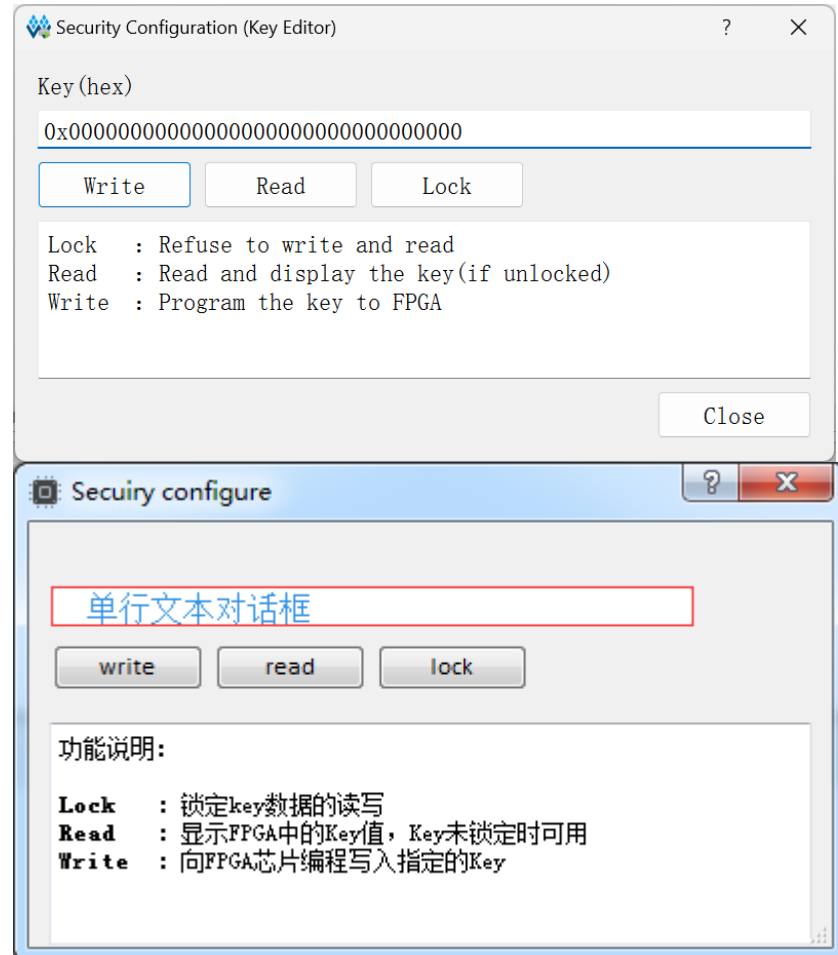 Security Configuration (Key Editor)
Key(hex)
0x00000000000000000000000000000000
Write Read Lock
Lock : Refuse to write and read
Read : Read and display the key(if unlocked)
Write : Program the key to FPGA
Close
Secuiry configure
单行文本对话框
write read lock
功能说明:
Lock : 锁定key数据的读写
Read : 显示FPGA中的Key值，Key未锁定时可用
Write : 向FPGA芯片编程写入指定的Key